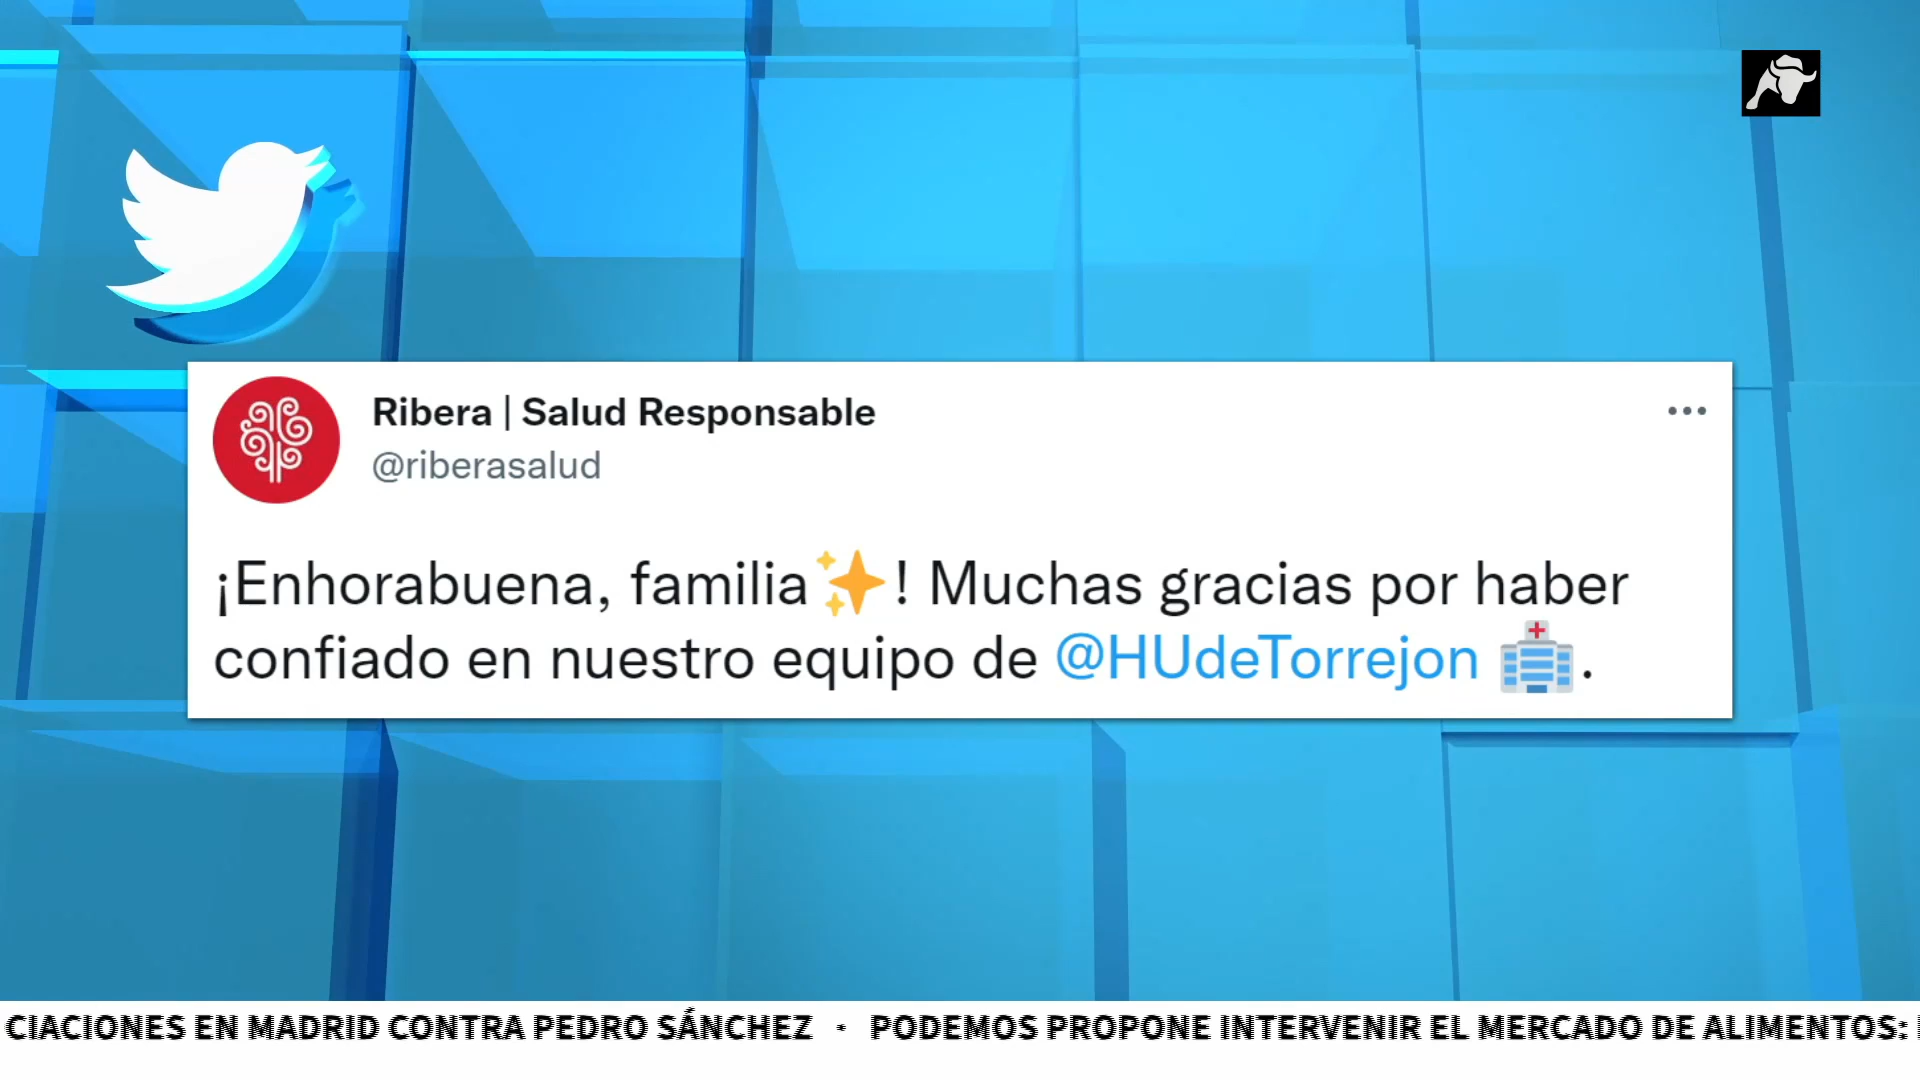 Ribera | Salud Responsable
@riberasalud
¡Enhorabuena, familia✨! Muchas gracias por haber
confiado en nuestro equipo de @HUdeTorrejon 🏥.
CIACIONES EN MADRID CONTRA PEDRO SÁNCHEZ · PODEMOS PROPONE INTERVENIR EL MERCADO DE ALIMENTOS: